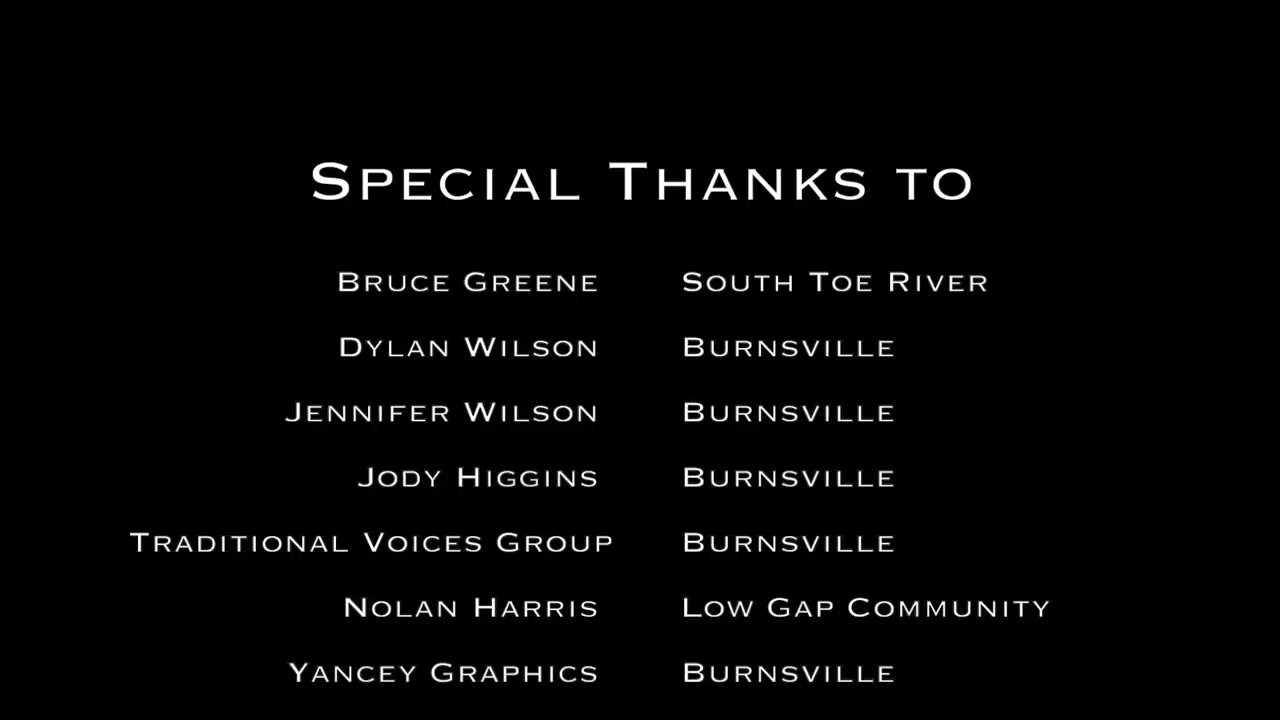 Special Thanks to
Bruce Greene South Toe River
Dylan Wilson Burnsville
Jennifer Wilson Burnsville
Jody Higgins Burnsville
Traditional Voices Group Burnsville
Nolan Harris Low Gap Community
Yancey Graphics Burnsville